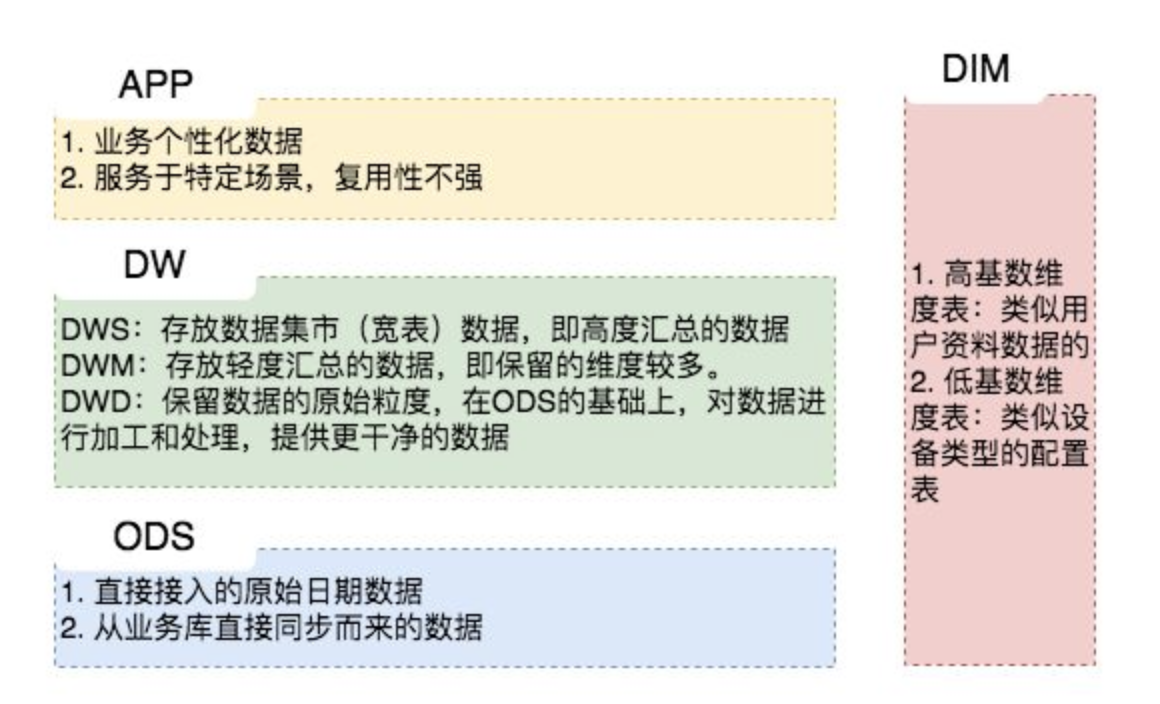 APP
1. 业务个性化数据
2. 服务于特定场景，复用性不强
DW
DWS：存放数据集市（宽表）数据，即高度汇总的数据
DWM：存放轻度汇总的数据，即保留的维度较多。
DWD：保留数据的原始粒度，在ODS的基础上，对数据进
行加工和处理，提供更干净的数据
ODS
1. 直接接入的原始日期数据
2. 从业务库直接同步而来的数据
DIM
1. 高基数维
度表：类似用
户资料数据的
2. 低基数维
度表：类似设
备类型的配置
表